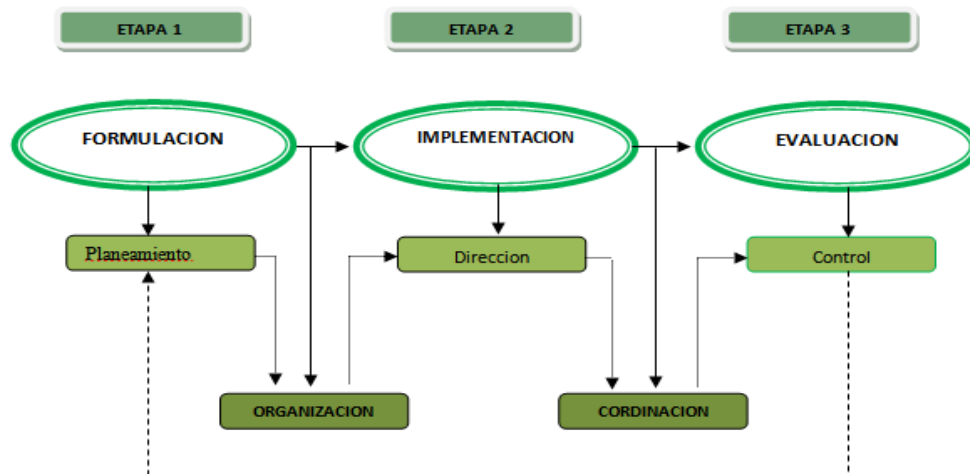 ETAPA 1
ETAPA 2
ETAPA 3
FORMULACION
IMPLEMENTACION
EVALUACION
Planeamiento
Direccion
Control
ORGANIZACION
CORDINACION